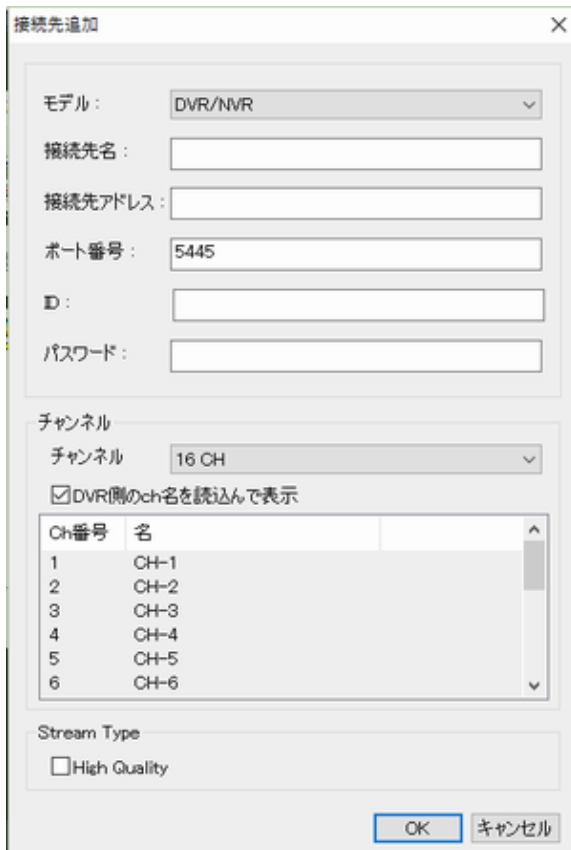 接続先追加
モデル： DVR/NVR
接続先名：
接続先アドレス：
ポート番号： 5445
ID：
パスワード：
チャンネル
チャンネル 16 CH
DVR側のch名を読込んで表示
Ch番号 名
1 CH-1
2 CH-2
3 CH-3
4 CH-4
5 CH-5
6 CH-6
Stream Type
High Quality
OK キャンセル